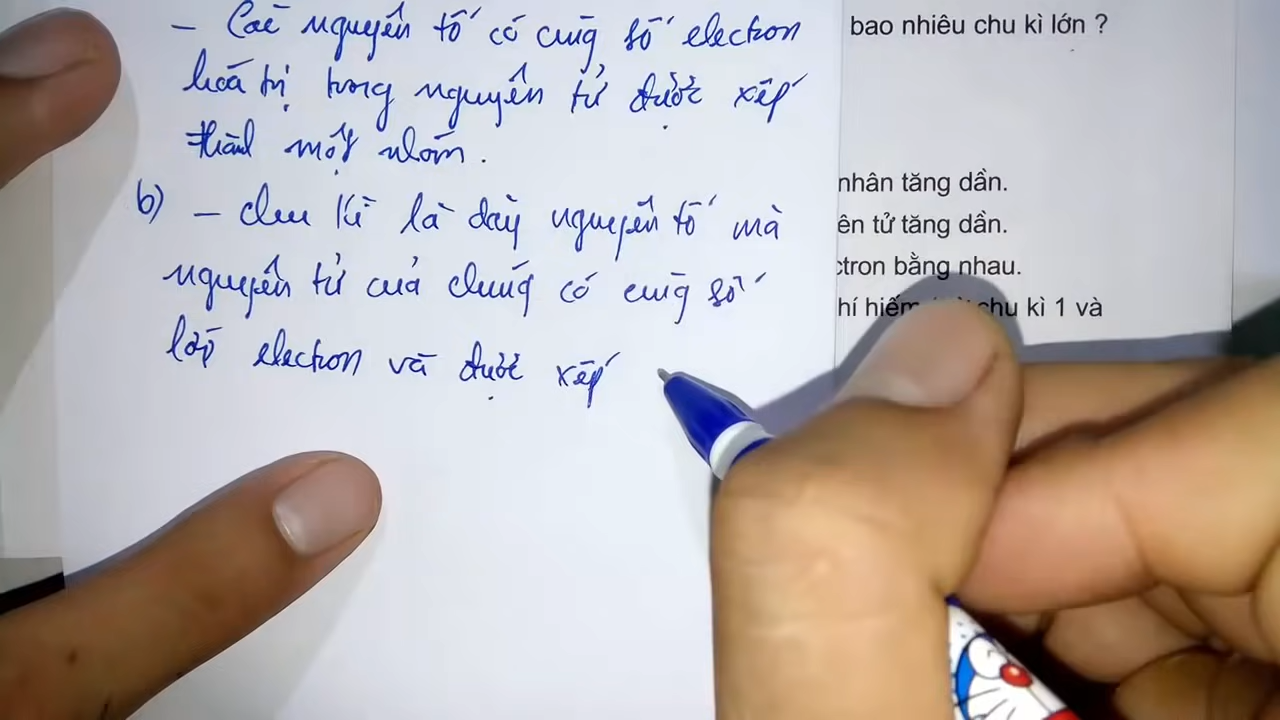 - Các nguyên tố có cùng số electron
hoá trị trong nguyên tử được xếp
thành một nhóm.
b) - chu kì là dãy nguyên tố mà
nguyên tử của chúng có cùng số
lớp electron và được xếp
bao nhiêu chu kì lớn ?
nhân tăng dần.
ên tử tăng dần.
ctron bằng nhau.
hí hiếm chu kì 1 và